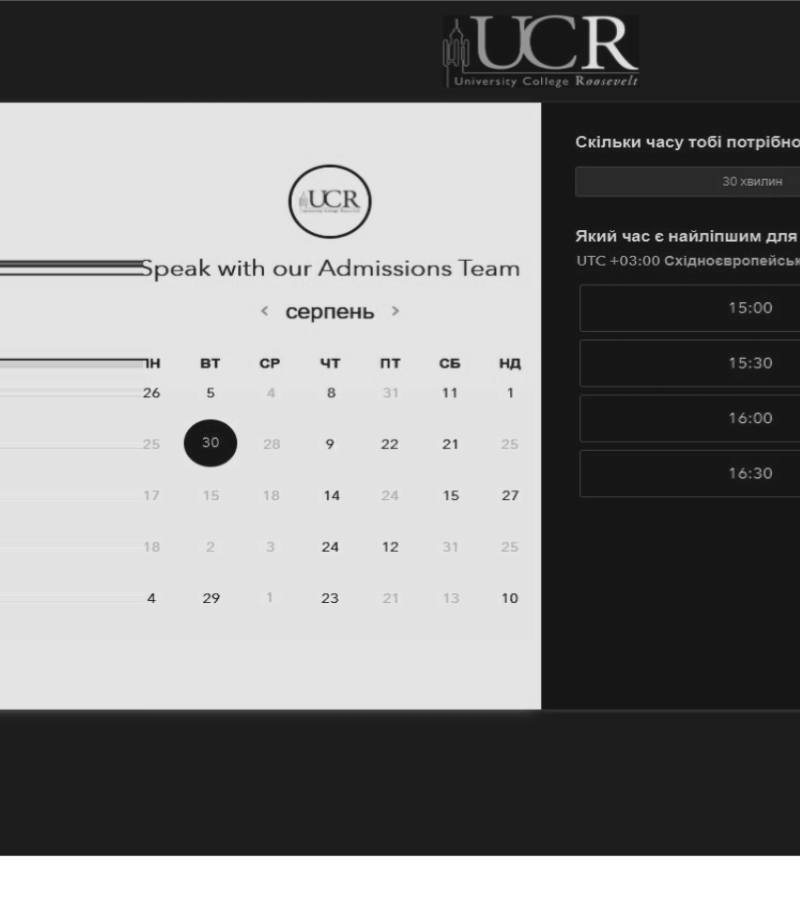 UCR
University College Roosevelt
UCR
Speak with our Admissions Team
< серпень >
ПН ВТ СР ЧТ ПТ СБ НД
26 5 4 8 31 11 1
25 30 28 9 22 21 25
17 15 18 14 24 15 27
18 2 3 24 12 31 25
4 29 1 23 21 13 10
Скільки часу тобі потрібно
30 хвилин
Який час є найліпшим для
UTC +03:00 Східноєвропейськ
15:00
15:30
16:00
16:30